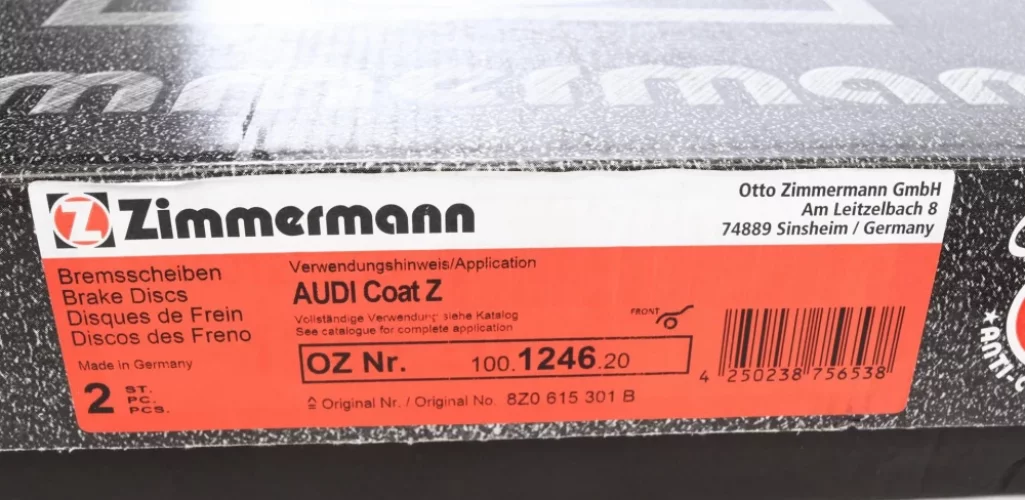 mmermann
Zimmermann
Otto Zimmermann GmbH
Am Leitzelbach 8
74889 Sinsheim / Germany
Bremsscheiben
Brake Discs
Disques de Frein
Discos des Freno
Made in Germany
2 ST.
PC.
PCS.
Verwendungshinweis/Application
AUDI Coat Z
Vollständige Verwendung siehe Katalog
See catalogue for complete application
FRONT
OZ Nr. 100.1246.20
Original Nr. / Original No. 8Z0 615 301 B
4 250238 756538
*ANTI